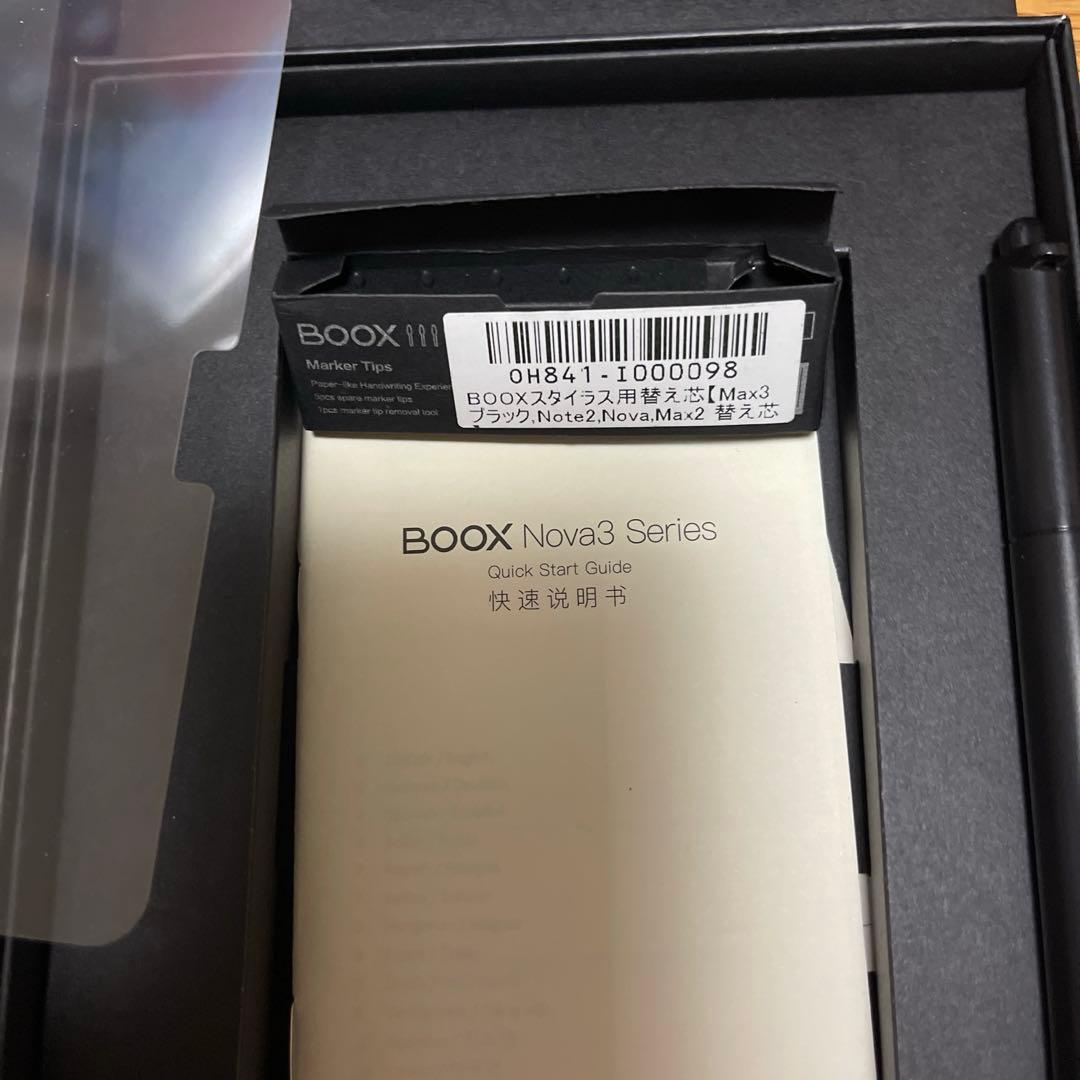 BOOX
Marker Tips
Paper-like Handwriting Experien
5pcs spare marker tips
1pc marker tip removal tool
0H841-I000098
BOOXスタイラス用替え芯【Max3
ブラック,Note2,Nova,Max2 替え芯
BOOX Nova3 Series
Quick Start Guide
快速说明书